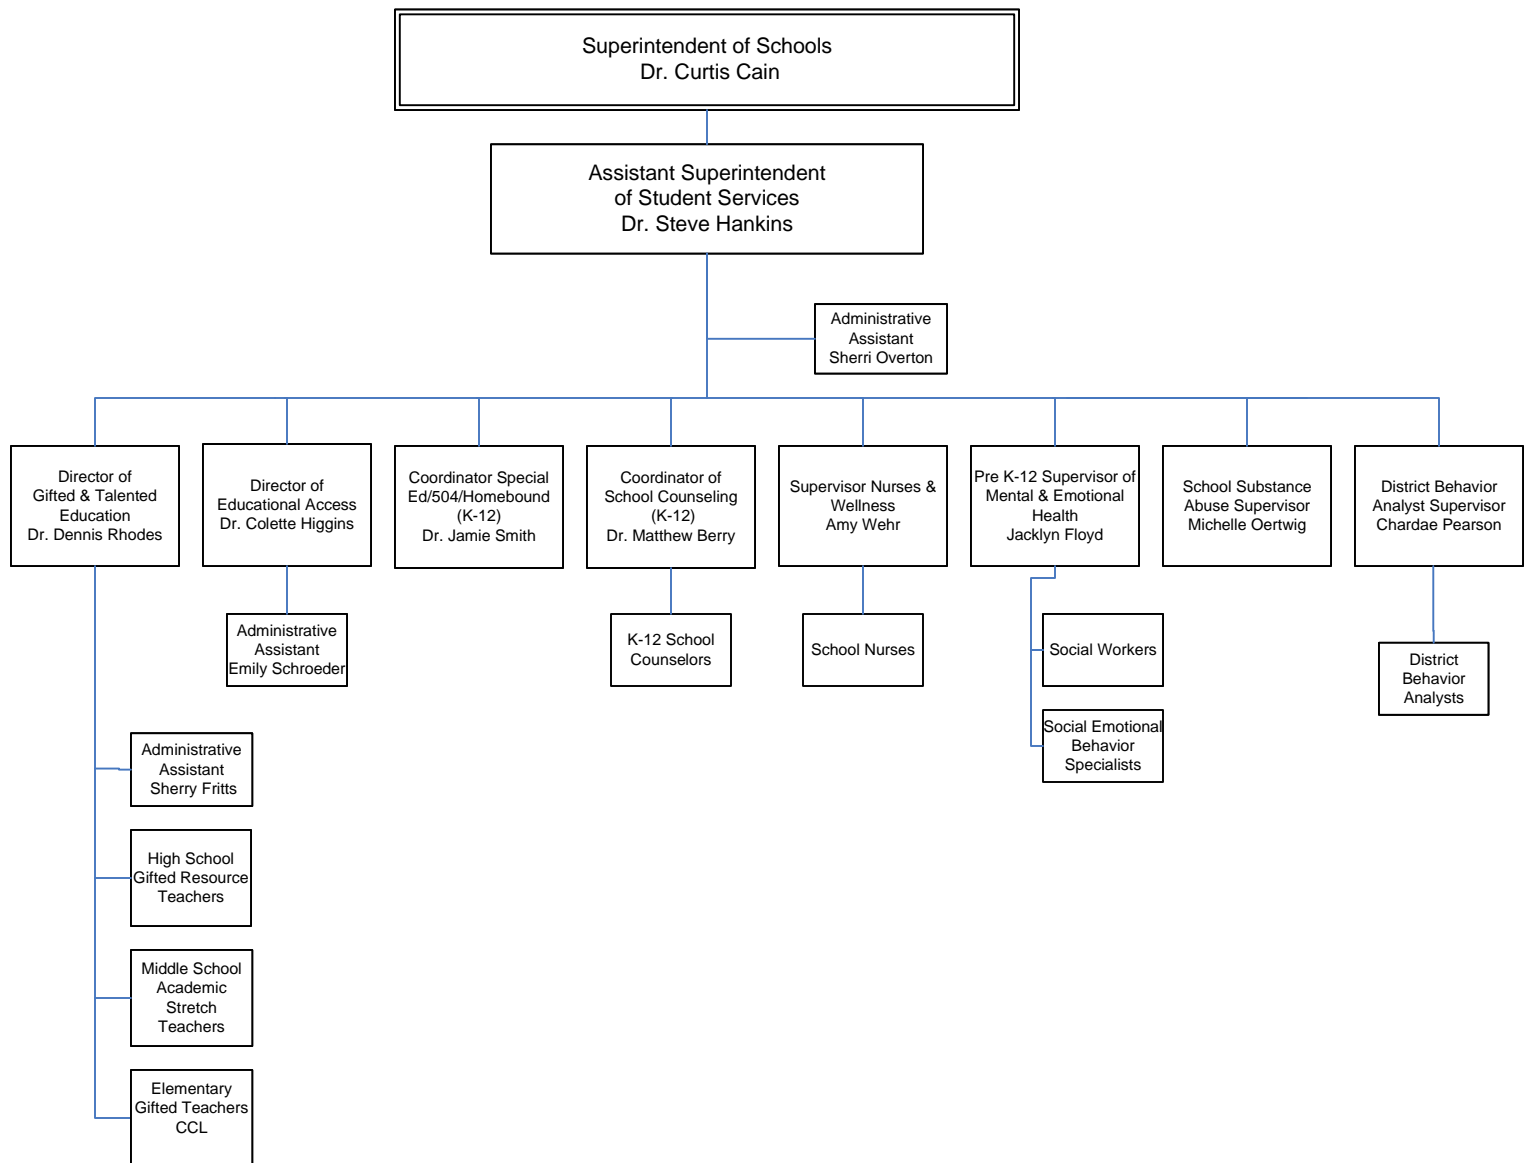 Superintendent of Schools
Dr. Curtis Cain
Assistant Superintendent
of Student Services
Dr. Steve Hankins
Administrative
Assistant
Sherri Overton
Director of
Gifted & Talented
Education
Dr. Dennis Rhodes
Director of
Educational Access
Dr. Colette Higgins
Coordinator Special
Ed/504/Homebound
(K-12)
Dr. Jamie Smith
Coordinator of
School Counseling
(K-12)
Dr. Matthew Berry
Supervisor Nurses &
Wellness
Amy Wehr
Pre K-12 Supervisor of
Mental & Emotional
Health
Jacklyn Floyd
School Substance
Abuse Supervisor
Michelle Oertwig
District Behavior
Analyst Supervisor
Chardae Pearson
Administrative
Assistant
Emily Schroeder
K-12 School
Counselors
School Nurses
Social Workers
District
Behavior
Analysts
Social Emotional
Behavior
Specialists
Administrative
Assistant
Sherry Fritts
High School
Gifted Resource
Teachers
Middle School
Academic
Stretch
Teachers
Elementary
Gifted Teachers
CCL